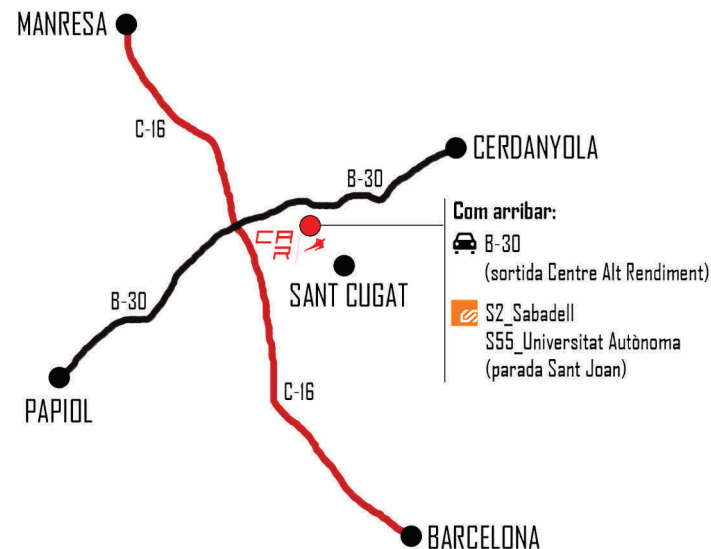 MANRESA
C-16
CERDANYOLA
B-30
CAR
SANT CUGAT
Com arribar:
B-30
(sortida Centre Alt Rendiment)
S2_Sabadell
S55_Universitat Autònoma
(parada Sant Joan)
B-30
PAPIOL
C-16
BARCELONA